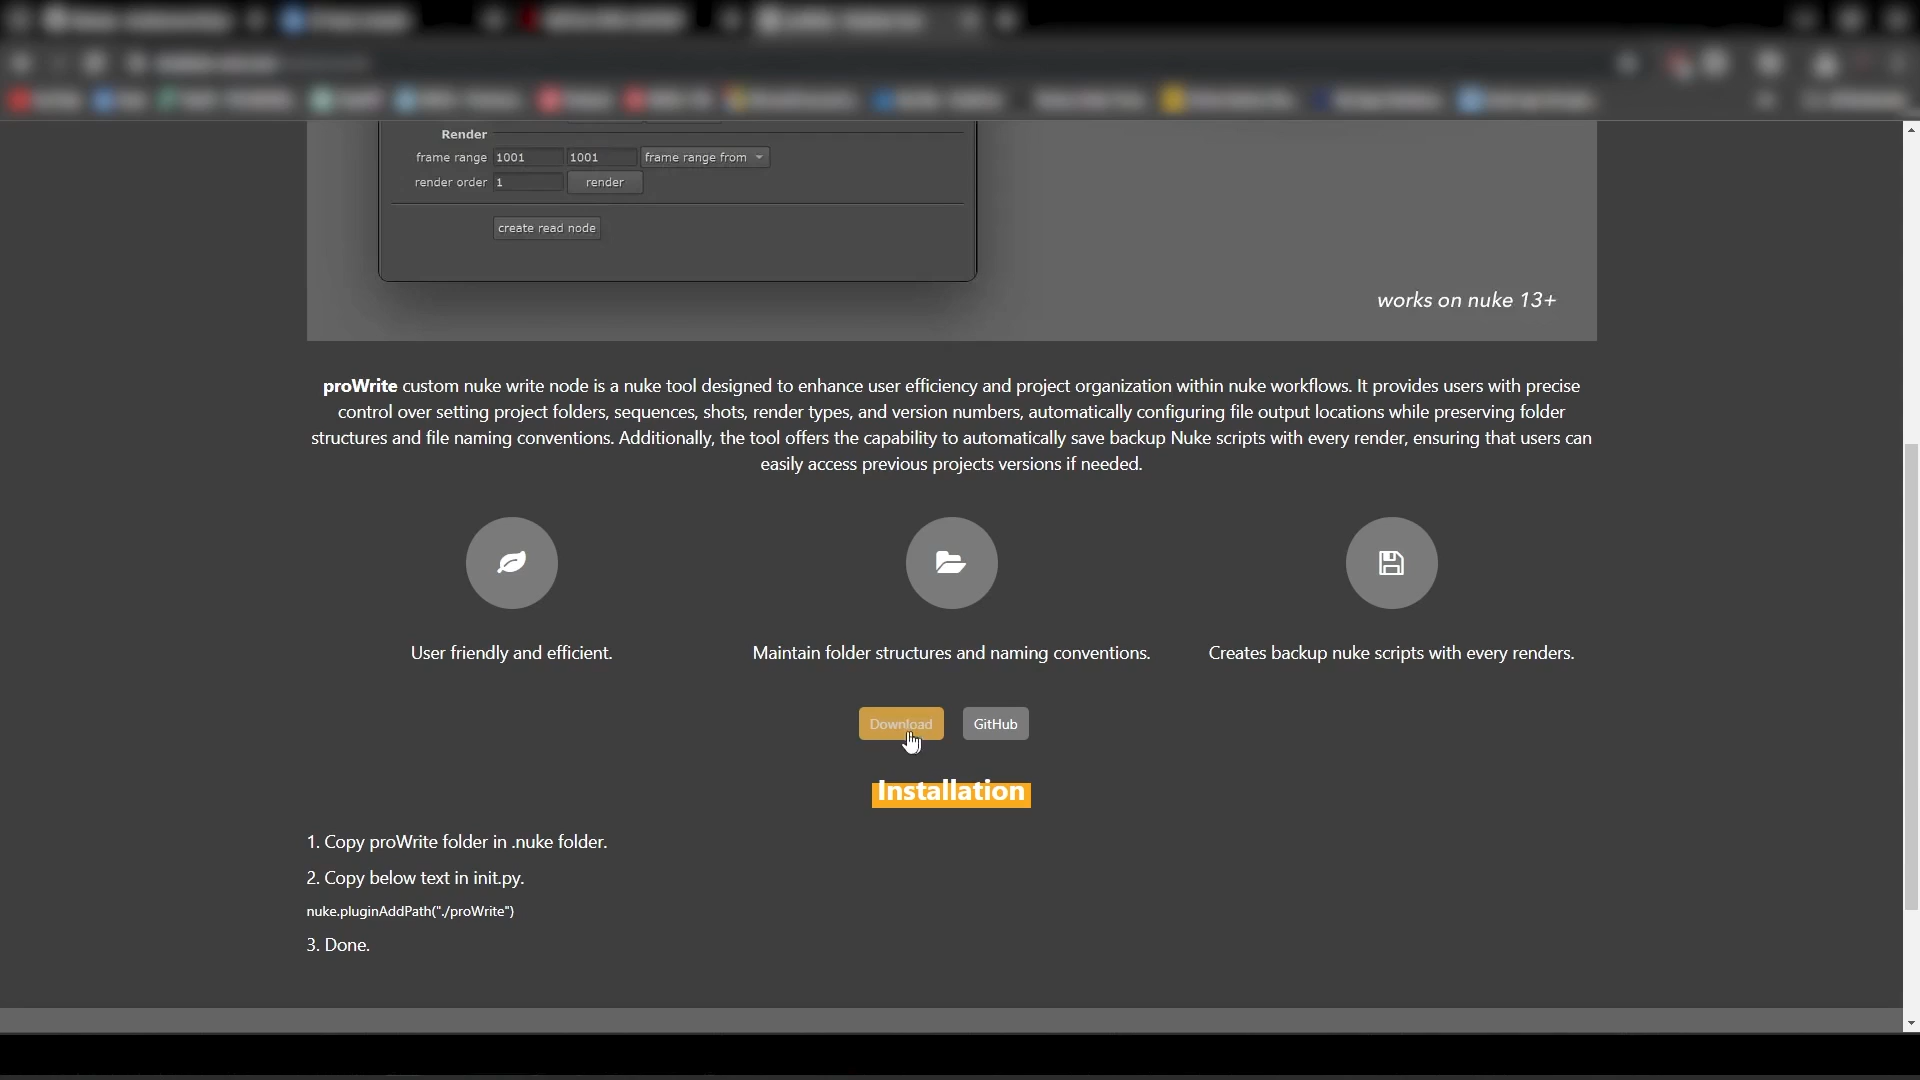 Render
frame range 1001 1001 frame range from
render order 1 render
create read node
works on nuke 13+
proWrite custom nuke write node is a nuke tool designed to enhance user efficiency and project organization within nuke workflows. It provides users with precise
control over setting project folders, sequences, shots, render types, and version numbers, automatically configuring file output locations while preserving folder
structures and file naming conventions. Additionally, the tool offers the capability to automatically save backup Nuke scripts with every render, ensuring that users can
easily access previous projects versions if needed.
User friendly and efficient.
Maintain folder structures and naming conventions.
Creates backup nuke scripts with every renders.
Download GitHub
Installation
1. Copy proWrite folder in .nuke folder.
2. Copy below text in init.py.
nuke.pluginAddPath("./proWrite")
3. Done.